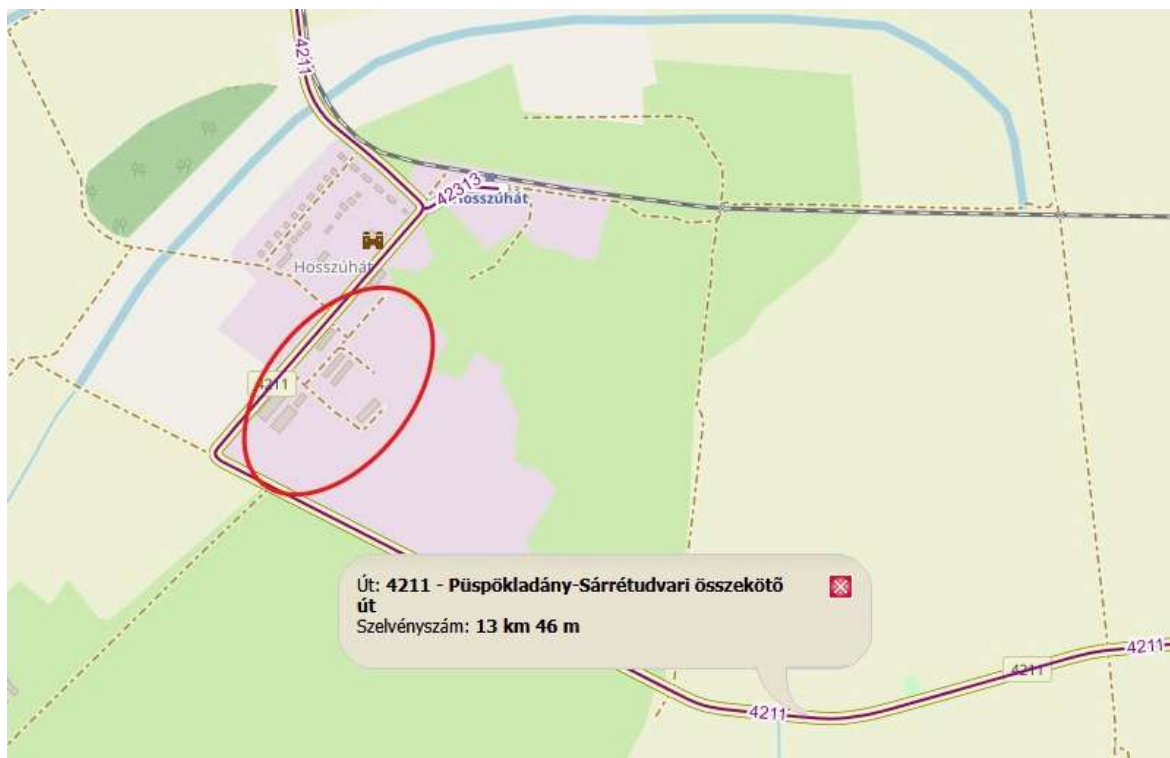 4211
42313
Hosszúhát
Hosszúhát
4211
Út: 4211 - Püspökladány-Sárrétudvari összekötő
út
Szelvényszám: 13 km 46 m
4211
4211
4211